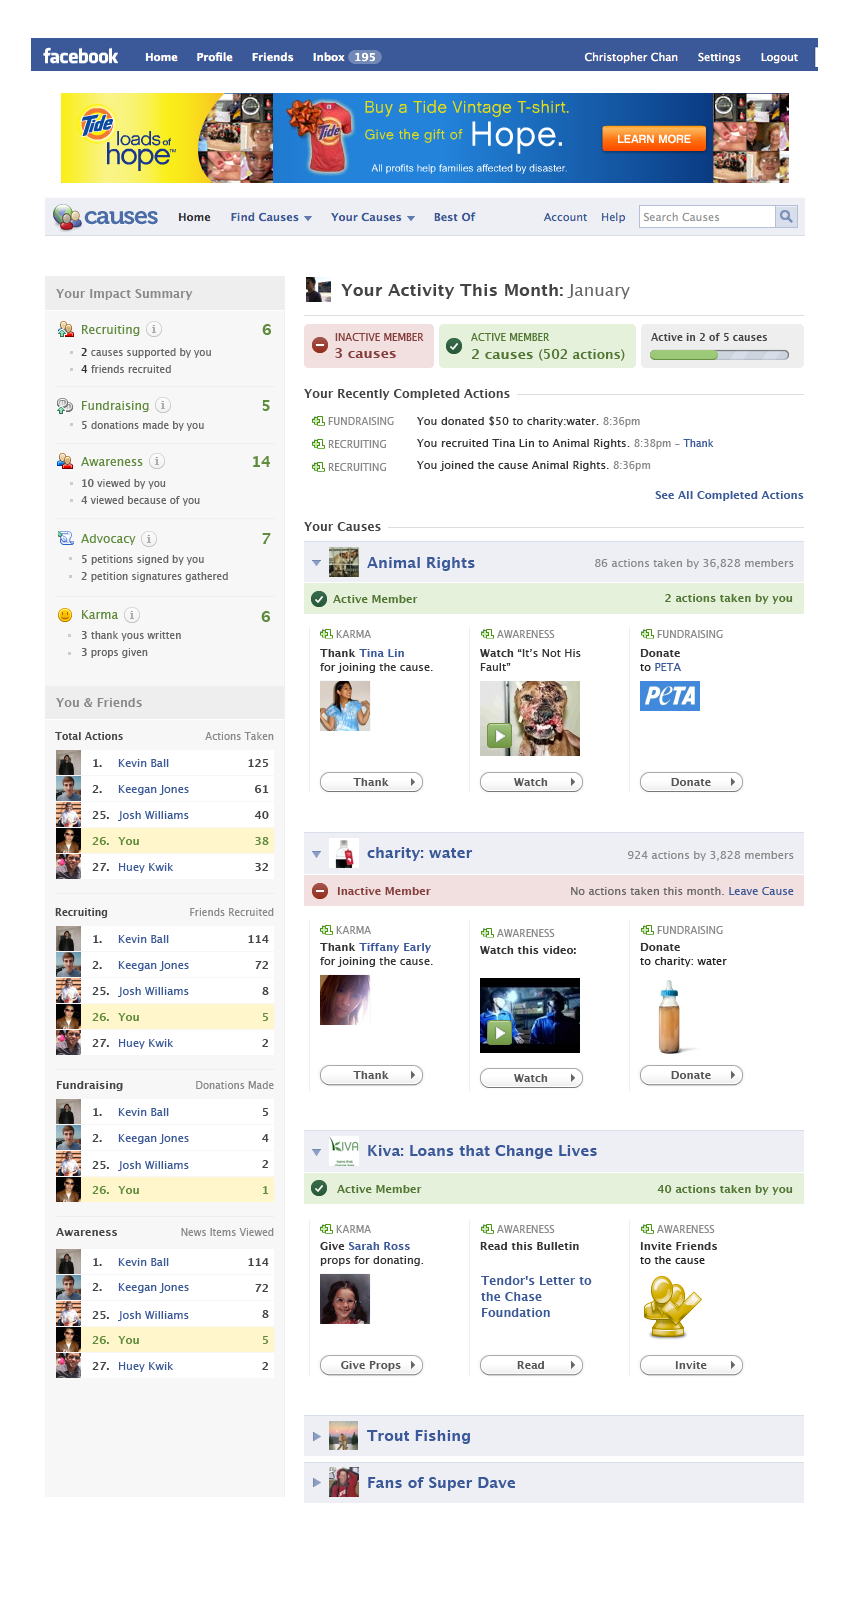 facebook Home Profile Friends Inbox 195 Christopher Chan Settings Logout
Tide loads of hope™
Buy a Tide Vintage T-shirt.
Give the gift of Hope.
All profits help families affected by disaster.
LEARN MORE
causes Home Find Causes Your Causes Best Of Account Help Search Causes
Your Impact Summary
Recruiting i 6
2 causes supported by you
4 friends recruited
Fundraising i 5
5 donations made by you
Awareness i 14
10 viewed by you
4 viewed because of you
Advocacy i 7
5 petitions signed by you
2 petition signatures gathered
Karma i 6
3 thank yous written
3 props given
You & Friends
Total Actions Actions Taken
1. Kevin Ball 125
2. Keegan Jones 61
25. Josh Williams 40
26. You 38
27. Huey Kwik 32
Recruiting Friends Recruited
1. Kevin Ball 114
2. Keegan Jones 72
25. Josh Williams 8
26. You 5
27. Huey Kwik 2
Fundraising Donations Made
1. Kevin Ball 5
2. Keegan Jones 4
25. Josh Williams 2
26. You 1
Awareness News Items Viewed
1. Kevin Ball 114
2. Keegan Jones 72
25. Josh Williams 8
26. You 5
27. Huey Kwik 2
Your Activity This Month: January
INACTIVE MEMBER
3 causes
ACTIVE MEMBER
2 causes (502 actions)
Active in 2 of 5 causes
Your Recently Completed Actions
FUNDRAISING You donated $50 to charity:water. 8:36pm
RECRUITING You recruited Tina Lin to Animal Rights. 8:38pm – Thank
RECRUITING You joined the cause Animal Rights. 8:36pm
See All Completed Actions
Your Causes
Animal Rights 86 actions taken by 36,828 members
Active Member 2 actions taken by you
KARMA
Thank Tina Lin
for joining the cause.
Thank
AWARENESS
Watch “It’s Not His
Fault”
Watch
FUNDRAISING
Donate
to PETA
PETA
Donate
charity: water 924 actions by 3,828 members
Inactive Member No actions taken this month. Leave Cause
KARMA
Thank Tiffany Early
for joining the cause.
Thank
AWARENESS
Watch this video:
Watch
FUNDRAISING
Donate
to charity: water
Donate
KIVA
Kiva: Loans that Change Lives
Active Member 40 actions taken by you
KARMA
Give Sarah Ross
props for donating.
Give Props
AWARENESS
Read this Bulletin
Tendor's Letter to
the Chase
Foundation
Read
AWARENESS
Invite Friends
to the cause
Invite
Trout Fishing
Fans of Super Dave